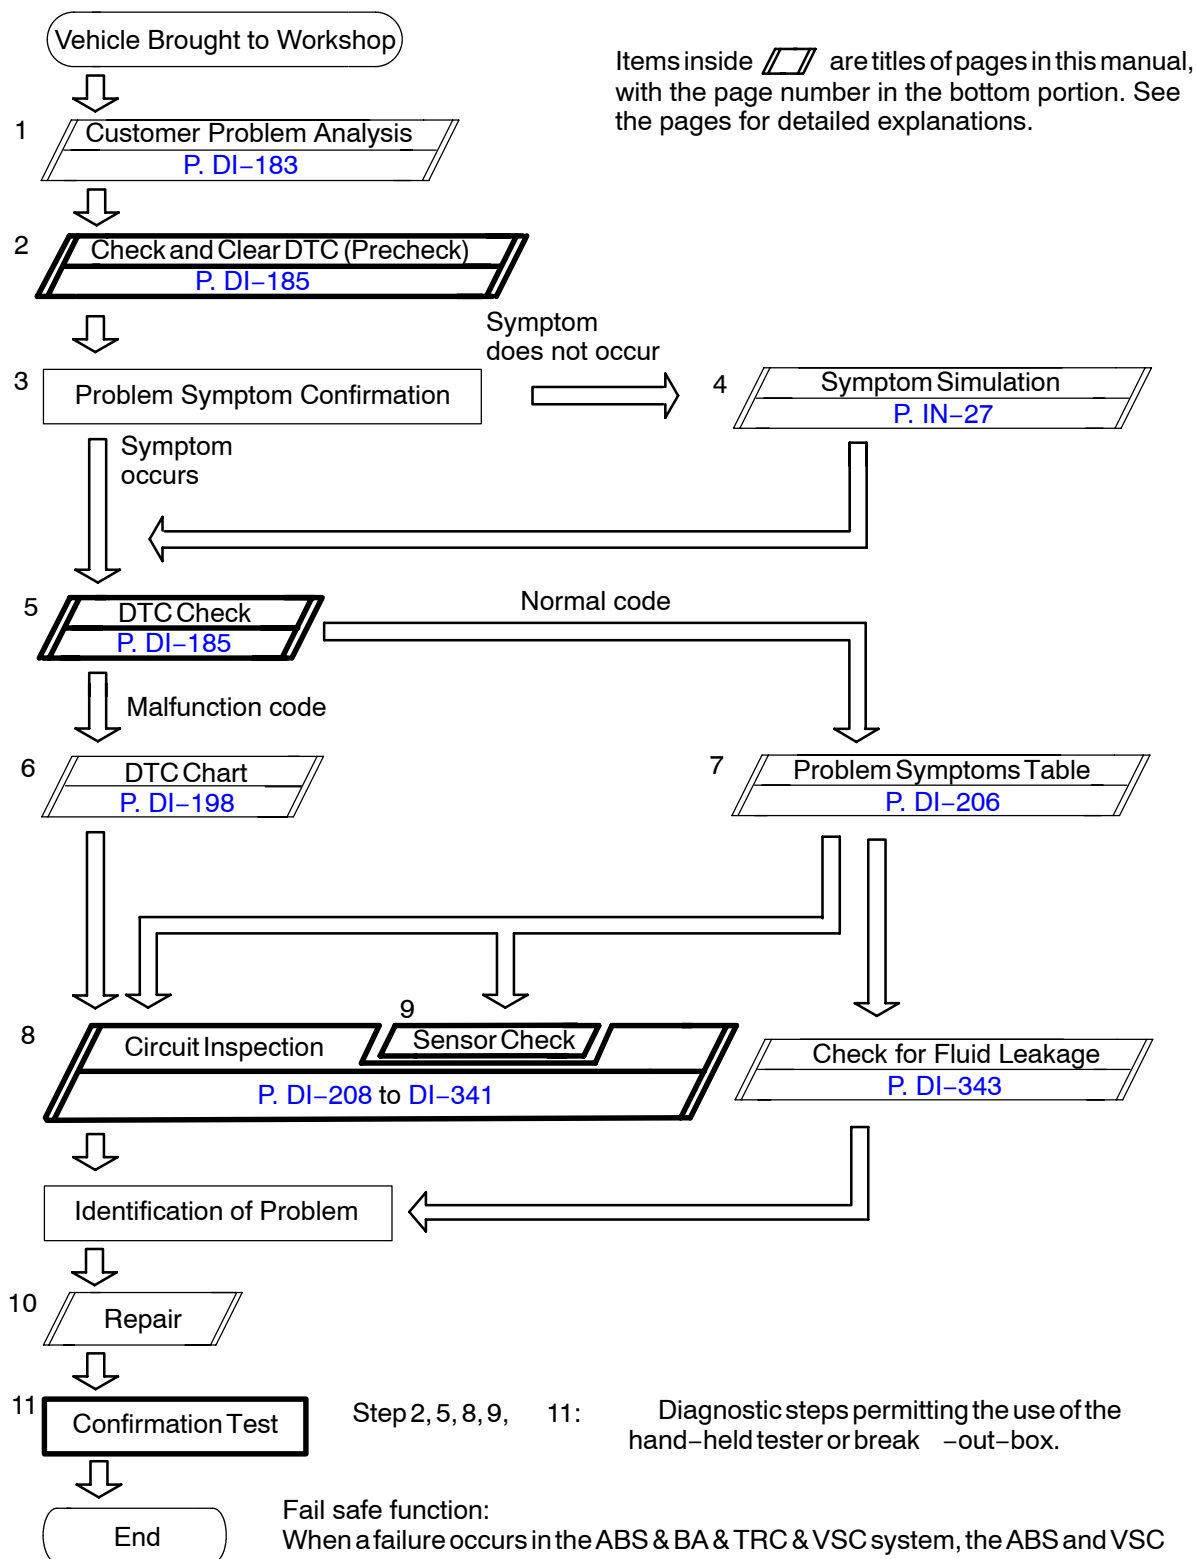 Vehicle Brought to Workshop
Items inside are titles of pages in this manual,
with the page number in the bottom portion. See
the pages for detailed explanations.
1
Customer Problem Analysis
P. DI–183
2
Check and Clear DTC (Precheck)
P. DI–185
Symptom
does not occur
3
Problem Symptom Confirmation
4
Symptom Simulation
P. IN–27
Symptom
occurs
5
DTC Check
P. DI–185
Normal code
Malfunction code
6
DTC Chart
P. DI–198
7
Problem Symptoms Table
P. DI–206
8
Circuit Inspection
9
Sensor Check
P. DI–208 to DI–341
Check for Fluid Leakage
P. DI–343
Identification of Problem
10
Repair
11
Confirmation Test
Step 2, 5, 8, 9, 11: Diagnostic steps permitting the use of the
hand–held tester or break –out–box.
End
Fail safe function:
When a failure occurs in the ABS & BA & TRC & VSC system, the ABS and VSC